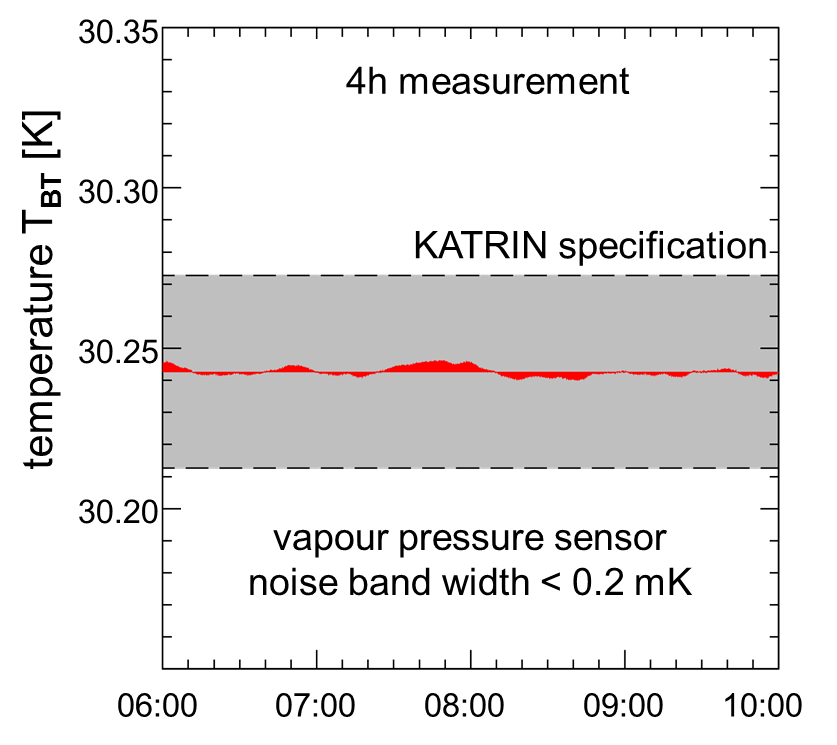 30.35
4h measurement
30.30
KATRIN specification
30.25
temperature T_BT [K]
30.20
vapour pressure sensor
noise band width < 0.2 mK
06:00 07:00 08:00 09:00 10:00